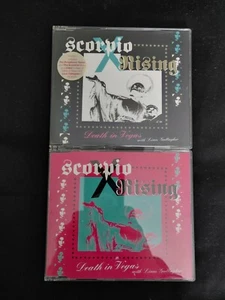 scorpio
X Rising
Death in Vegas
with Liam Gallagher
scorpio
X Rising
Death in Vegas
with Liam Gallagher